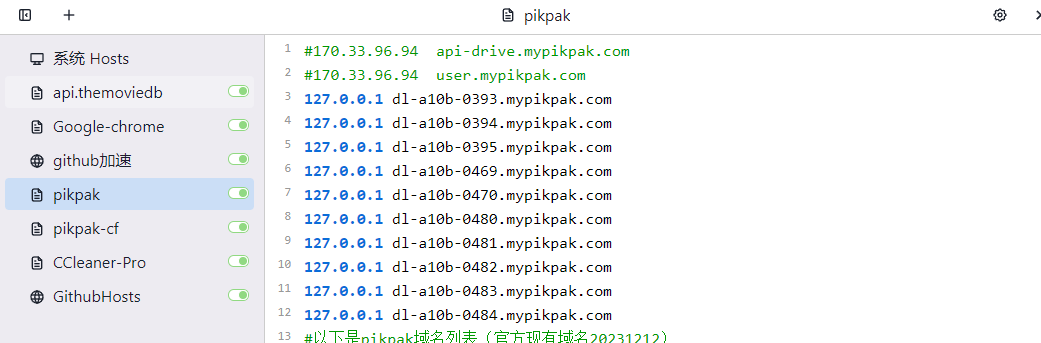 pikpak
系统 Hosts
api.themoviedb
Google-chrome
github加速
pikpak
pikpak-cf
CCleaner-Pro
GithubHosts
1 #170.33.96.94  api-drive.mypikpak.com
2 #170.33.96.94  user.mypikpak.com
3 127.0.0.1 dl-a10b-0393.mypikpak.com
4 127.0.0.1 dl-a10b-0394.mypikpak.com
5 127.0.0.1 dl-a10b-0395.mypikpak.com
6 127.0.0.1 dl-a10b-0469.mypikpak.com
7 127.0.0.1 dl-a10b-0470.mypikpak.com
8 127.0.0.1 dl-a10b-0480.mypikpak.com
9 127.0.0.1 dl-a10b-0481.mypikpak.com
10 127.0.0.1 dl-a10b-0482.mypikpak.com
11 127.0.0.1 dl-a10b-0483.mypikpak.com
12 127.0.0.1 dl-a10b-0484.mypikpak.com
13 #以下是pikpak域名列表（官方现有域名20231212）